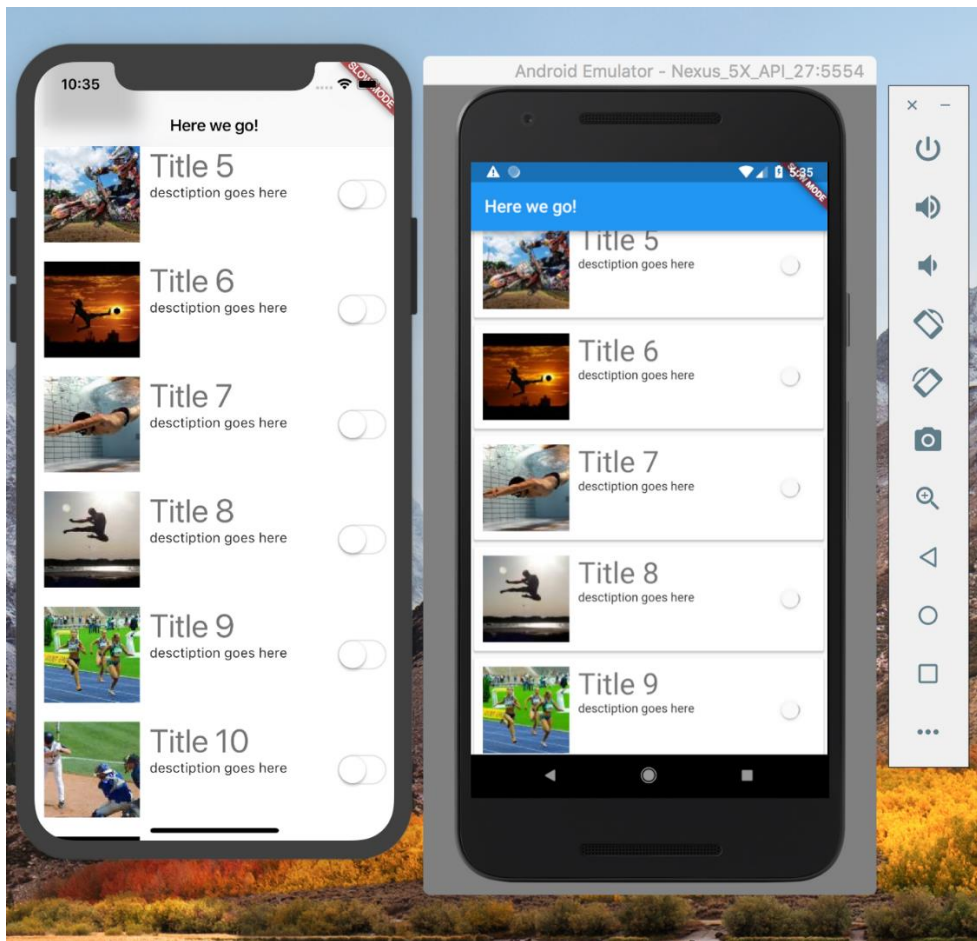 10:35
SLOW MODE
Here we go!
Title 5
desctiption goes here
Title 6
desctiption goes here
Title 7
desctiption goes here
Title 8
desctiption goes here
Title 9
desctiption goes here
Title 10
desctiption goes here
Android Emulator - Nexus_5X_API_27:5554
5:35
SLOW MODE
Here we go!
Title 5
desctiption goes here
Title 6
desctiption goes here
Title 7
desctiption goes here
Title 8
desctiption goes here
Title 9
desctiption goes here